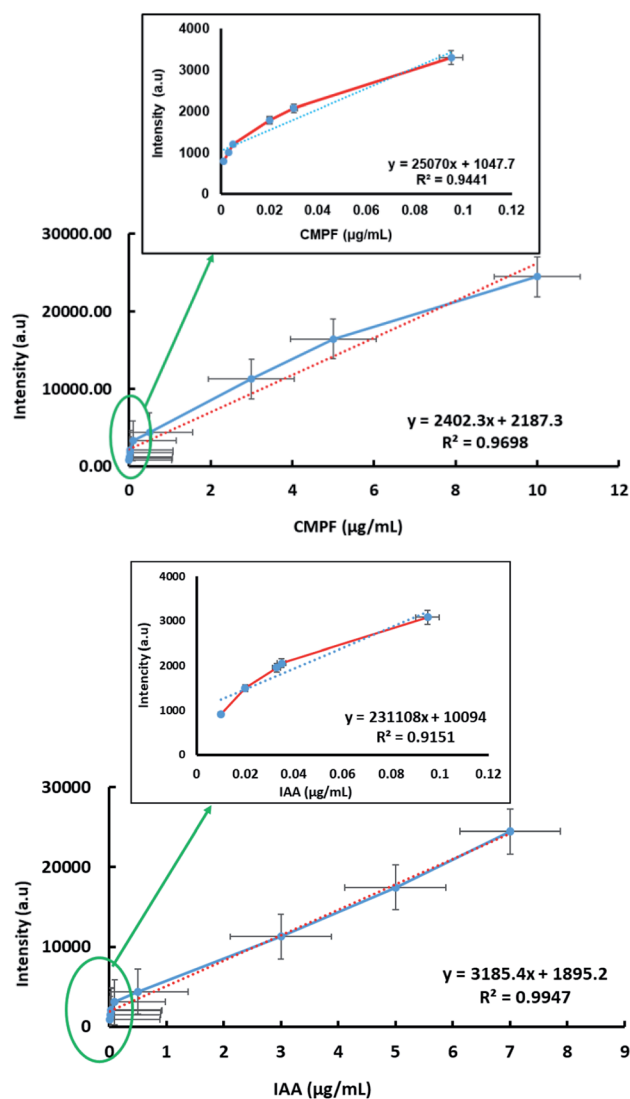 4000
3000
2000
1000
0
Intensity (a.u)
y = 25070x + 1047.7
R² = 0.9441
0 0.02 0.04 0.06 0.08 0.1 0.12
CMPF (µg/mL)
30000.00
20000.00
10000.00
0.00
Intensity (a.u)
y = 2402.3x + 2187.3
R² = 0.9698
0 2 4 6 8 10 12
CMPF (µg/mL)
4000
3000
2000
1000
0
Intencity (a.u)
y = 231108x + 10094
R² = 0.9151
0 0.02 0.04 0.06 0.08 0.1 0.12
IAA (µg/mL)
30000
20000
10000
0
Intensity (a.u)
y = 3185.4x + 1895.2
R² = 0.9947
0 1 2 3 4 5 6 7 8 9
IAA (µg/mL)